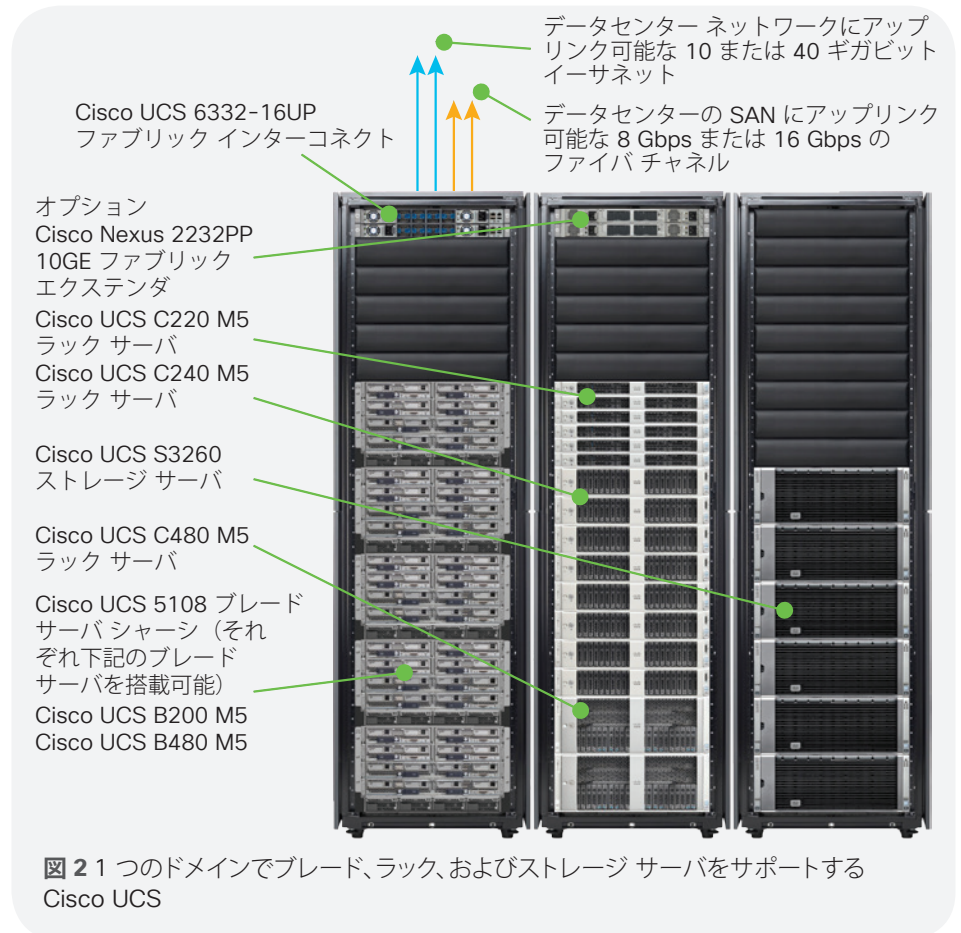 データセンター ネットワークにアップ
リンク可能な 10 または 40 ギガビット
イーサネット
Cisco UCS 6332-16UP
ファブリック インターコネクト
データセンターの SAN にアップリンク
可能な 8 Gbps または 16 Gbps の
ファイバ チャネル
オプション
Cisco Nexus 2232PP
10GE ファブリック
エクステンダ
Cisco UCS C220 M5
ラック サーバ
Cisco UCS C240 M5
ラック サーバ
Cisco UCS S3260
ストレージ サーバ
Cisco UCS C480 M5
ラック サーバ
Cisco UCS 5108 ブレード
サーバ シャーシ（それ
ぞれ下記のブレード
サーバを搭載可能）
Cisco UCS B200 M5
Cisco UCS B480 M5
図 2 1 つのドメインでブレード、ラック、およびストレージ サーバをサポートする
Cisco UCS